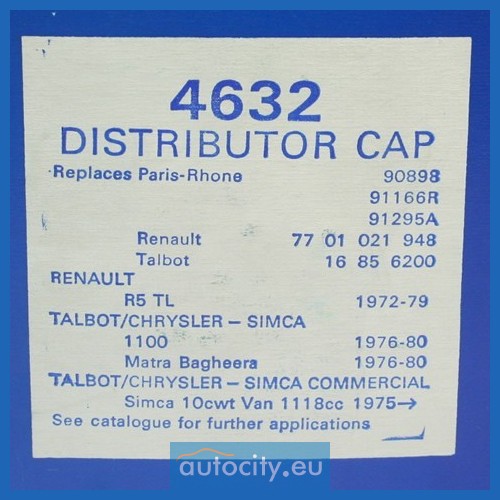 4632
DISTRIBUTOR CAP
Replaces Paris-Rhone 90898
91166R
91295A
Renault 77 01 021 948
Talbot 16 85 6200
RENAULT
R5 TL 1972-79
TALBOT/CHRYSLER – SIMCA
1100 1976-80
Matra Bagheera 1976-80
TALBOT/CHRYSLER – SIMCA COMMERCIAL
Simca 10cwt Van 1118cc 1975→
See catalogue for further applications
autocity.eu